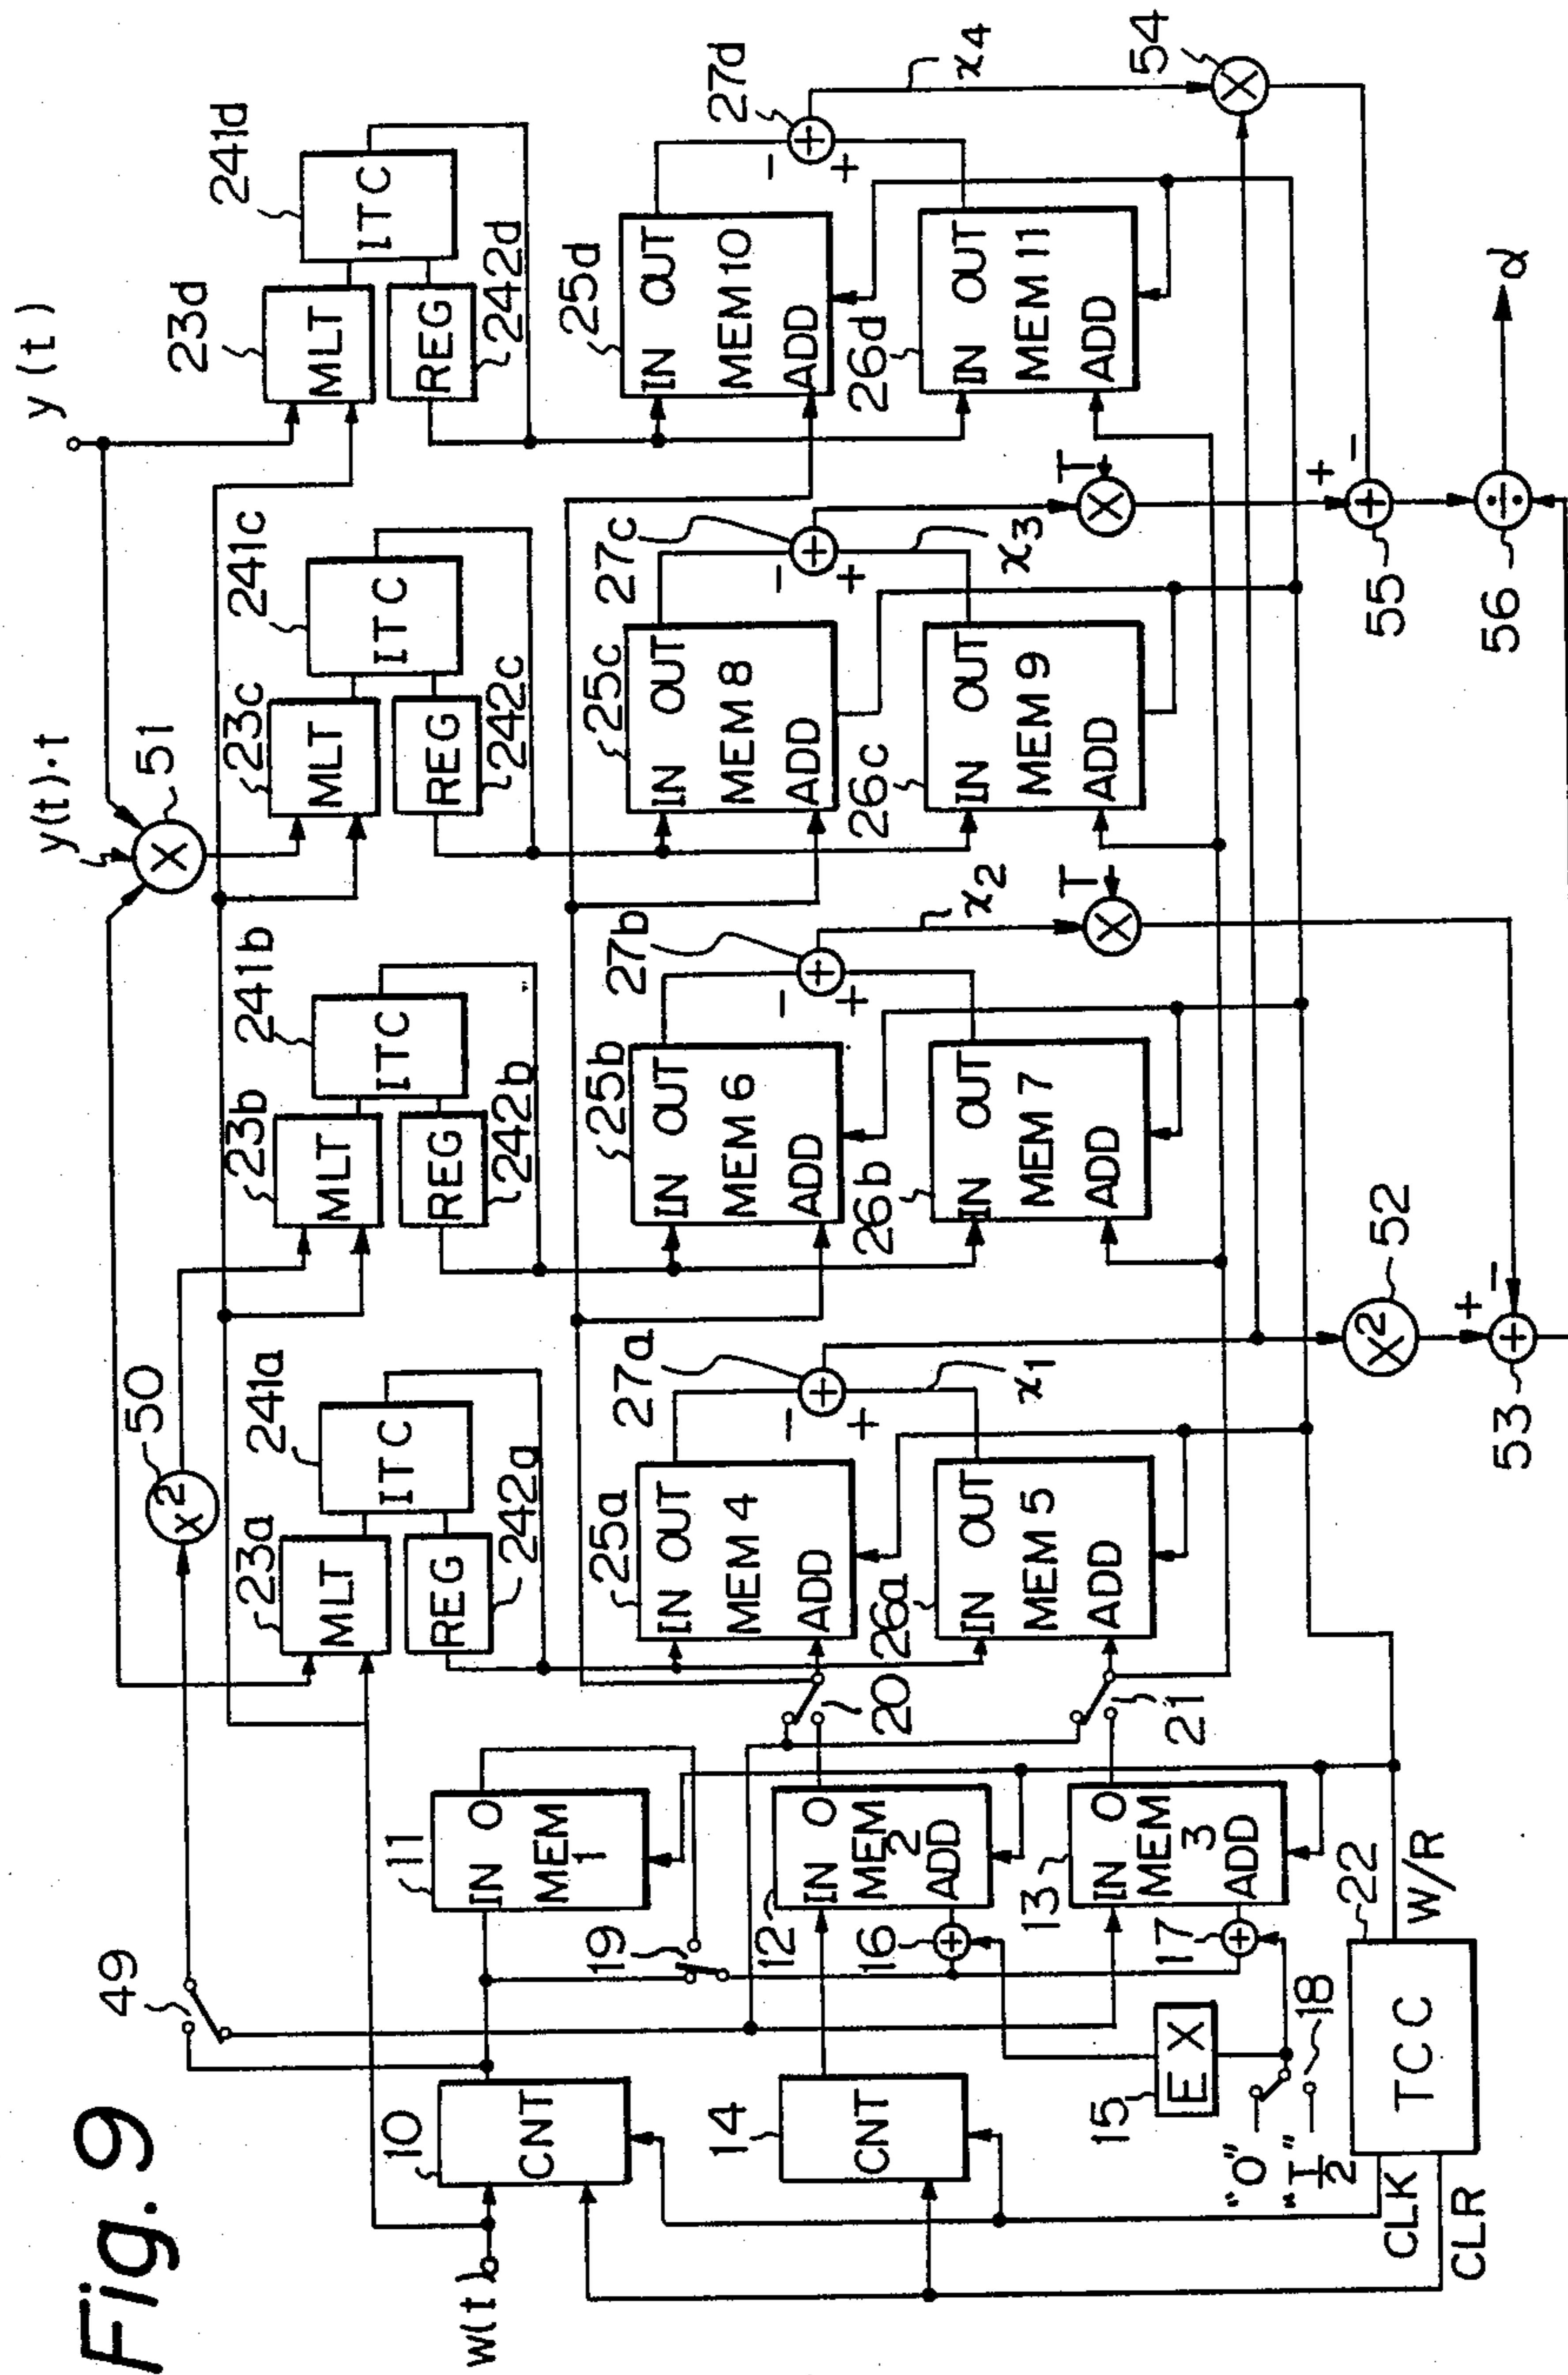 Fig. 9
y(t)
y(t)·t
51
49
50
x²
X
w(t)
10
CNT
14
CNT
11
IN O
MEM
1
12
IN O
MEM
2
ADD
13
IN O
MEM
3
ADD
15
EX
16
+
17
+
18
19
20
21
22
TCC
W/R
CLK
CLR
"0"
"T/2"
23a
MLT
241a
ITC
REG
242a
23b
MLT
241b
ITC
REG
242b
23c
MLT
241c
ITC
REG
242c
23d
MLT
241d
ITC
REG
242d
25a
IN OUT
MEM 4
ADD
26a
IN OUT
MEM 5
ADD
27a
+
−
+
x1
25b
IN OUT
MEM 6
ADD
26b
IN OUT
MEM 7
ADD
27b
+
−
+
x2
T
X
25c
IN OUT
MEM 8
ADD
26c
IN OUT
MEM 9
ADD
27c
+
−
+
x3
T
X
25d
IN OUT
MEM 10
ADD
26d
IN OUT
MEM 11
ADD
27d
+
−
+
x4
54
X
52
x²
53
+
+
−
55
+
+
−
56
÷
α